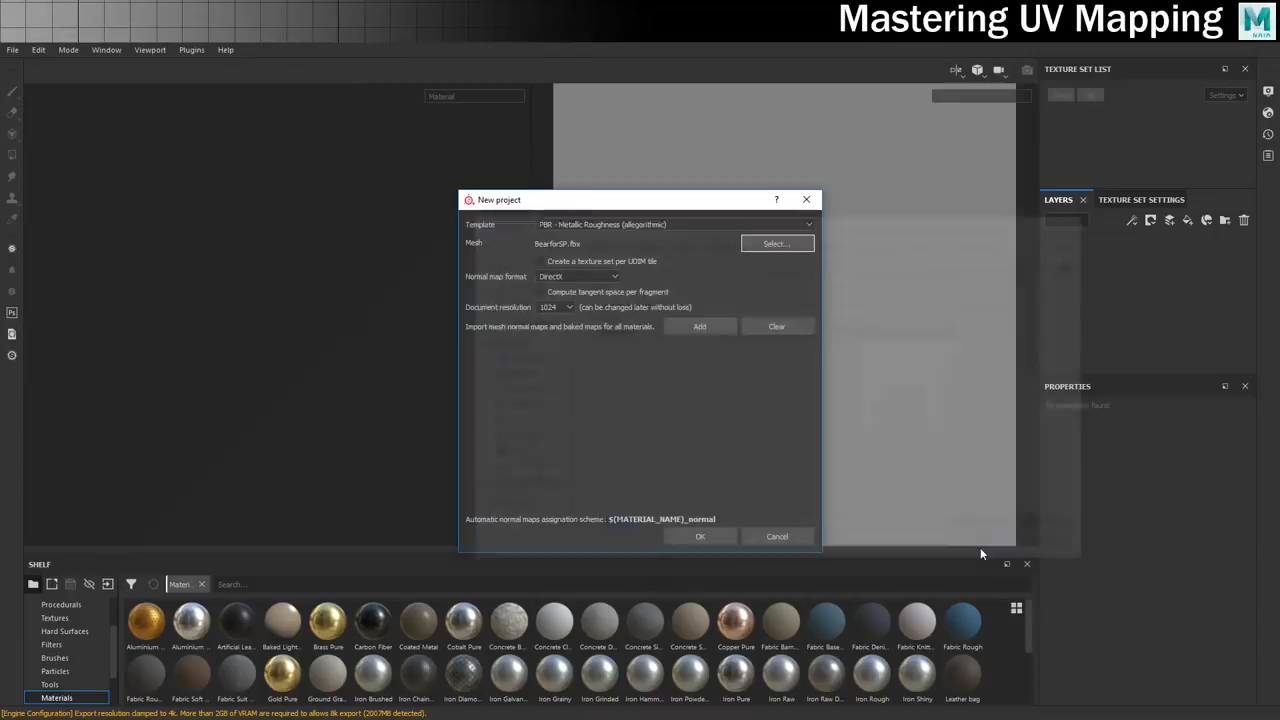 Mastering UV Mapping
M
File Edit Mode Window Viewport Plugins Help
TEXTURE SET LIST
Material
Settings
New project
?
LAYERS TEXTURE SET SETTINGS
Template PBR - Metallic Roughness (allegorithmic)
Mesh BearforSP.fbx Select...
Create a texture set per UDIM tile
Normal map format DirectX
Compute tangent space per fragment
Document resolution 1024 (can be changed later without loss)
Import mesh normal maps and baked maps for all materials. Add Clear
Ps
PROPERTIES
No properties found
Automatic normal maps assignation scheme: $(MATERIAL_NAME)_normal
OK Cancel
SHELF
Materi... Search...
Procedurals
Textures
Hard Surfaces
Filters
Brushes
Particles
Tools
Materials
Aluminium ... Aluminium ... Artificial Lea... Baked Light... Brass Pure Carbon Fiber Coated Metal Cobalt Pure Concrete B... Concrete Cl... Concrete D... Concrete Si... Concrete S... Copper Pure Fabric Bam... Fabric Base... Fabric Deni... Fabric Knitt... Fabric Rough
Fabric Rou... Fabric Soft ... Fabric Suit ... Gold Pure Ground Gra... Iron Brushed Iron Chain... Iron Diamo... Iron Galvan... Iron Grainy Iron Grinded Iron Hamm... Iron Powde... Iron Pure Iron Raw Iron Raw D... Iron Rough Iron Shiny Leather bag
[Engine Configuration] Export resolution clamped to 4k. More than 2GB of VRAM are required to allows 8k export (2007MB detected).